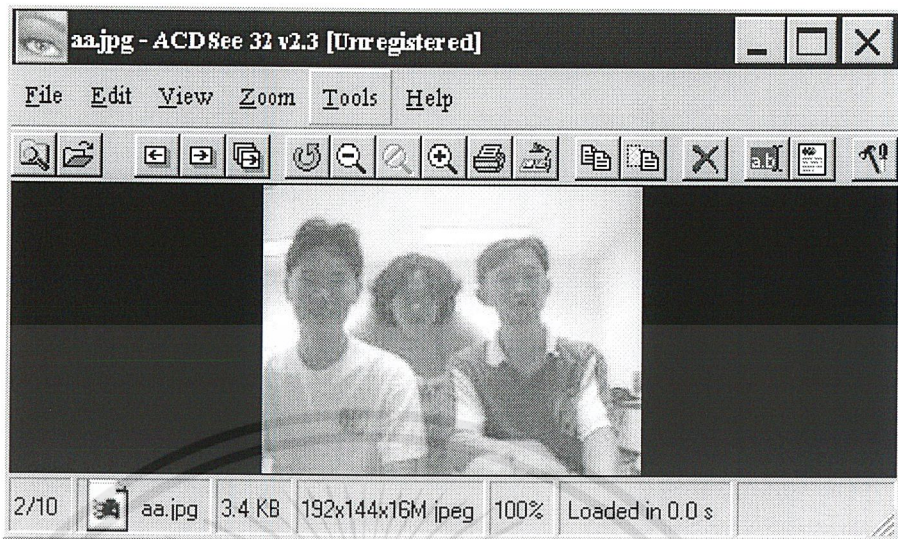 aa.jpg - ACDSee 32 v2.3 [Unregistered]
File Edit View Zoom Tools Help
a.b
2/10 aa.jpg 3.4 KB 192x144x16M jpeg 100% Loaded in 0.0 s